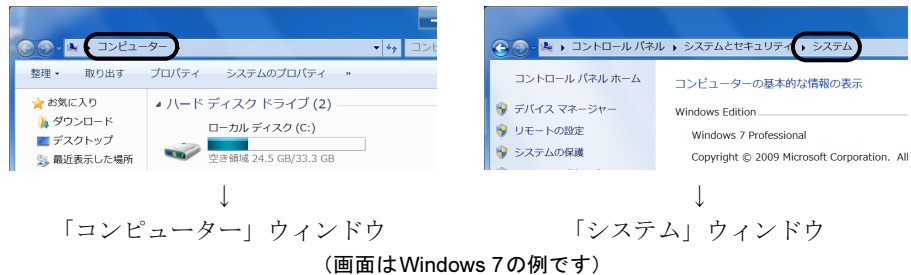 コンピューター
コンピ
整理 取り出す プロパティ システムのプロパティ »
お気に入り
ダウンロード
デスクトップ
最近表示した場所
ハード ディスク ドライブ (2)
ローカル ディスク (C:)
空き領域 24.5 GB/33.3 GB
↓
「コンピューター」ウィンドウ
コントロール パネル システムとセキュリティ システム
コントロール パネル ホーム
デバイス マネージャー
リモートの設定
システムの保護
コンピューターの基本的な情報の表示
Windows Edition
Windows 7 Professional
Copyright © 2009 Microsoft Corporation. All
↓
「システム」ウィンドウ
(画面はWindows 7の例です)